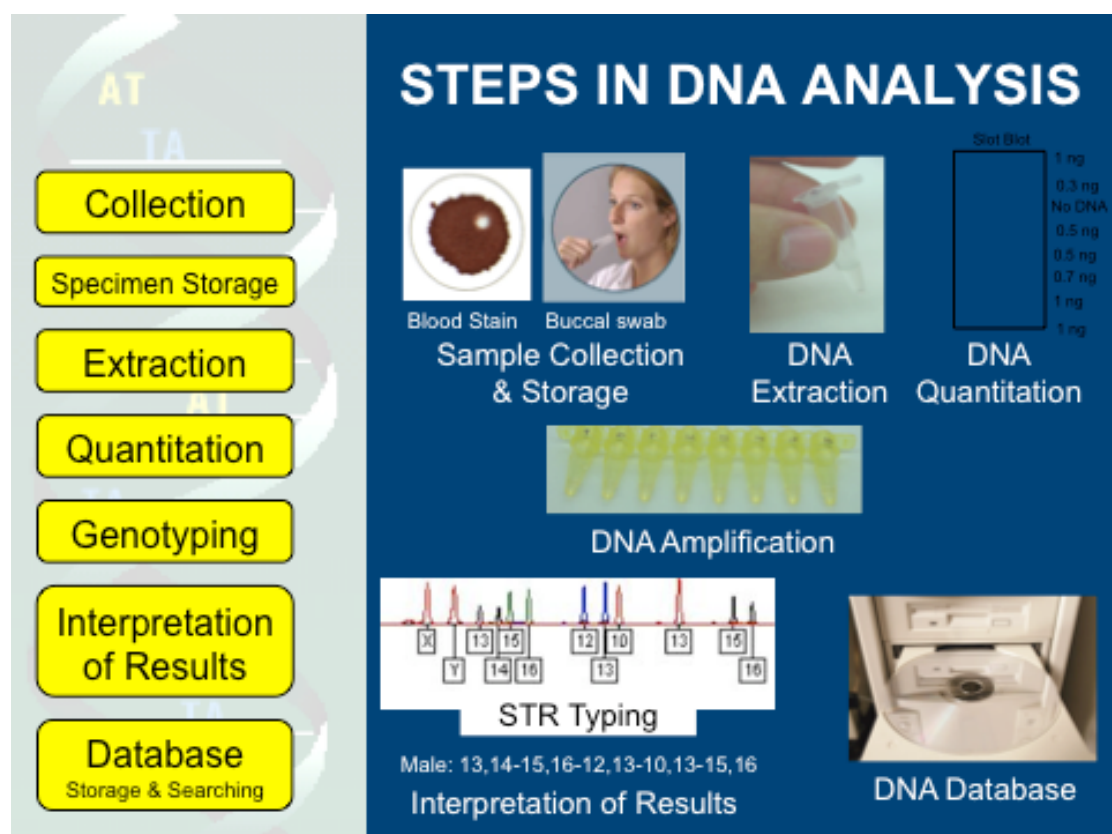 AT
TA
Collection
Specimen Storage
Extraction
AT
Quantitation
TA
Genotyping
Interpretation
of Results
TA
Database
Storage & Searching
STEPS IN DNA ANALYSIS
Blood Stain
Buccal swab
Sample Collection
& Storage
DNA
Extraction
Slot Blot
1 ng
0.3 ng
No DNA
0.5 ng
0.5 ng
0.7 ng
1 ng
1 ng
DNA
Quantitation
DNA Amplification
X 13 15 12 10 13 15
Y 14 16 13 16
STR Typing
Male: 13,14-15,16-12,13-10,13-15,16
Interpretation of Results
DNA Database